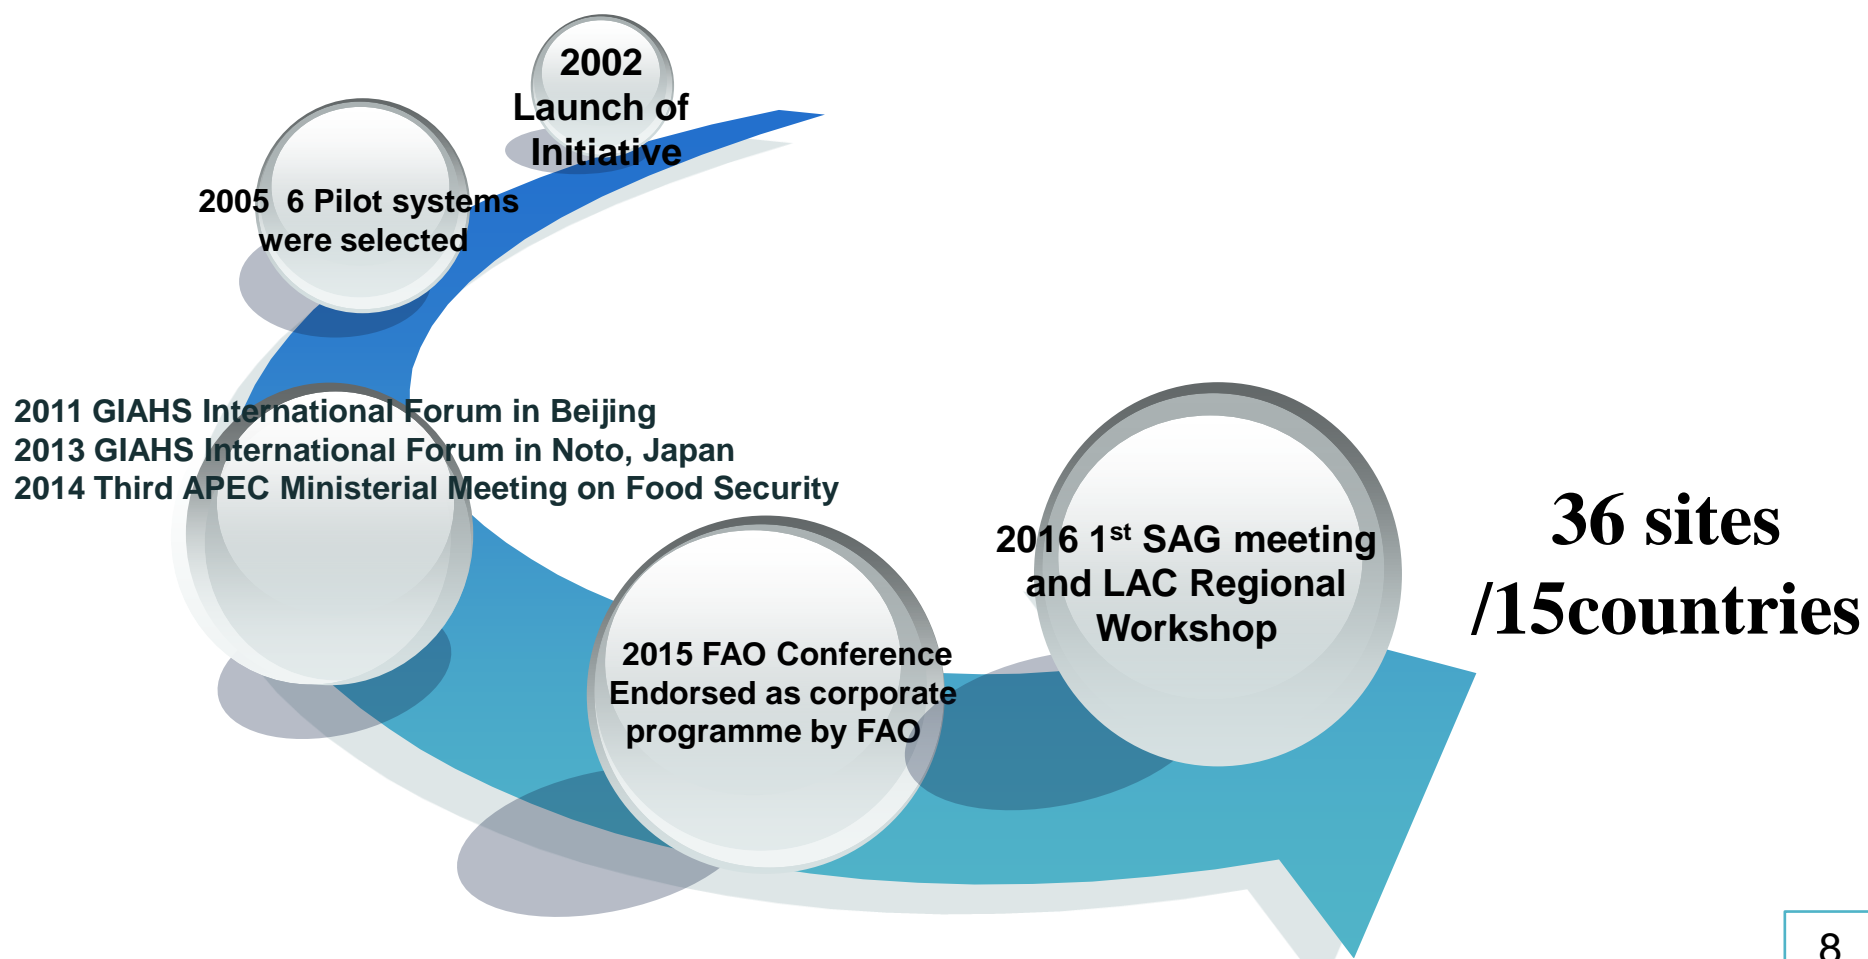 2002
Launch of
Initiative
2005 6 Pilot systems
were selected
2011 GIAHS International Forum in Beijing
2013 GIAHS International Forum in Noto, Japan
2014 Third APEC Ministerial Meeting on Food Security
2015 FAO Conference
Endorsed as corporate
programme by FAO
2016 1st SAG meeting
and LAC Regional
Workshop
36 sites
/15countries
8